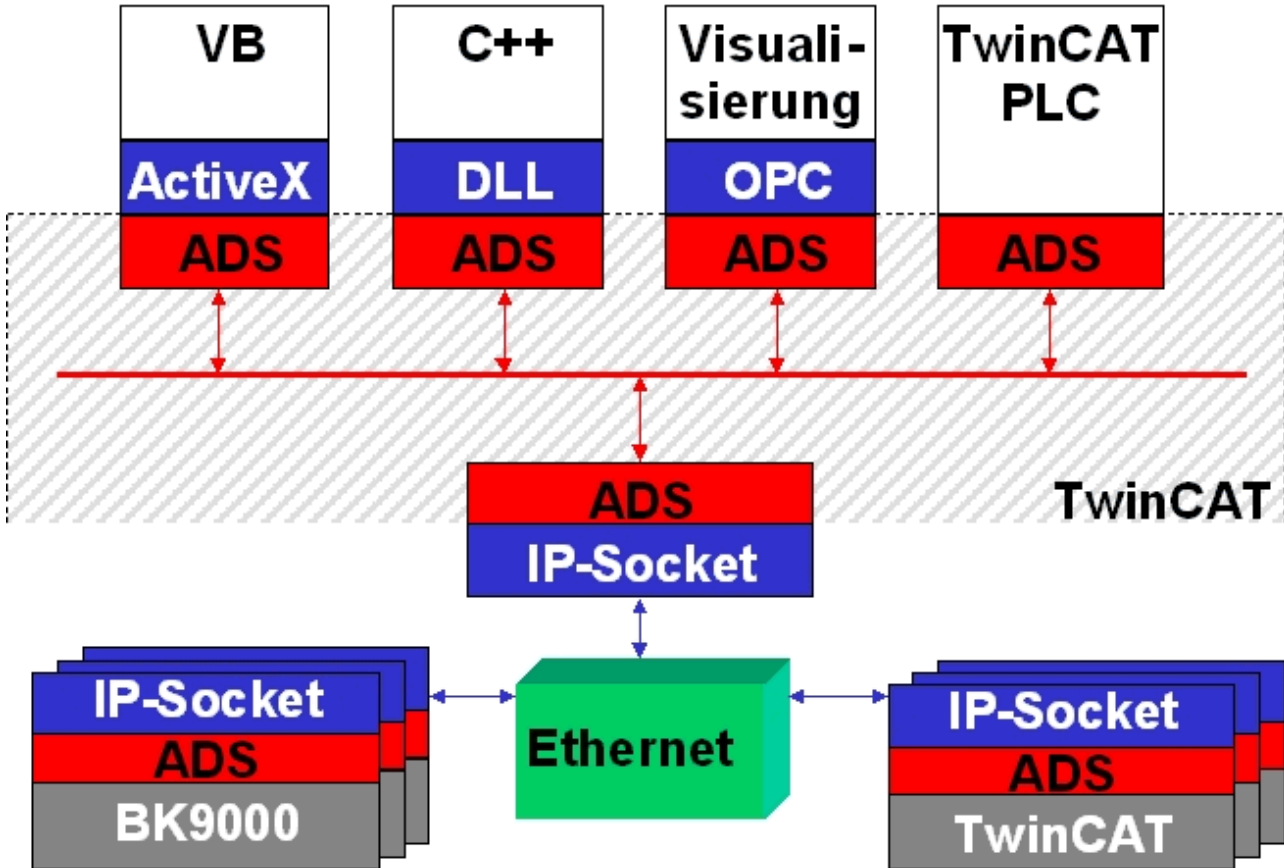 VB
C++
Visuali-
sierung
TwinCAT
PLC
ActiveX
DLL
OPC
ADS
ADS
ADS
ADS
ADS
TwinCAT
IP-Socket
IP-Socket
ADS
BK9000
Ethernet
IP-Socket
ADS
TwinCAT